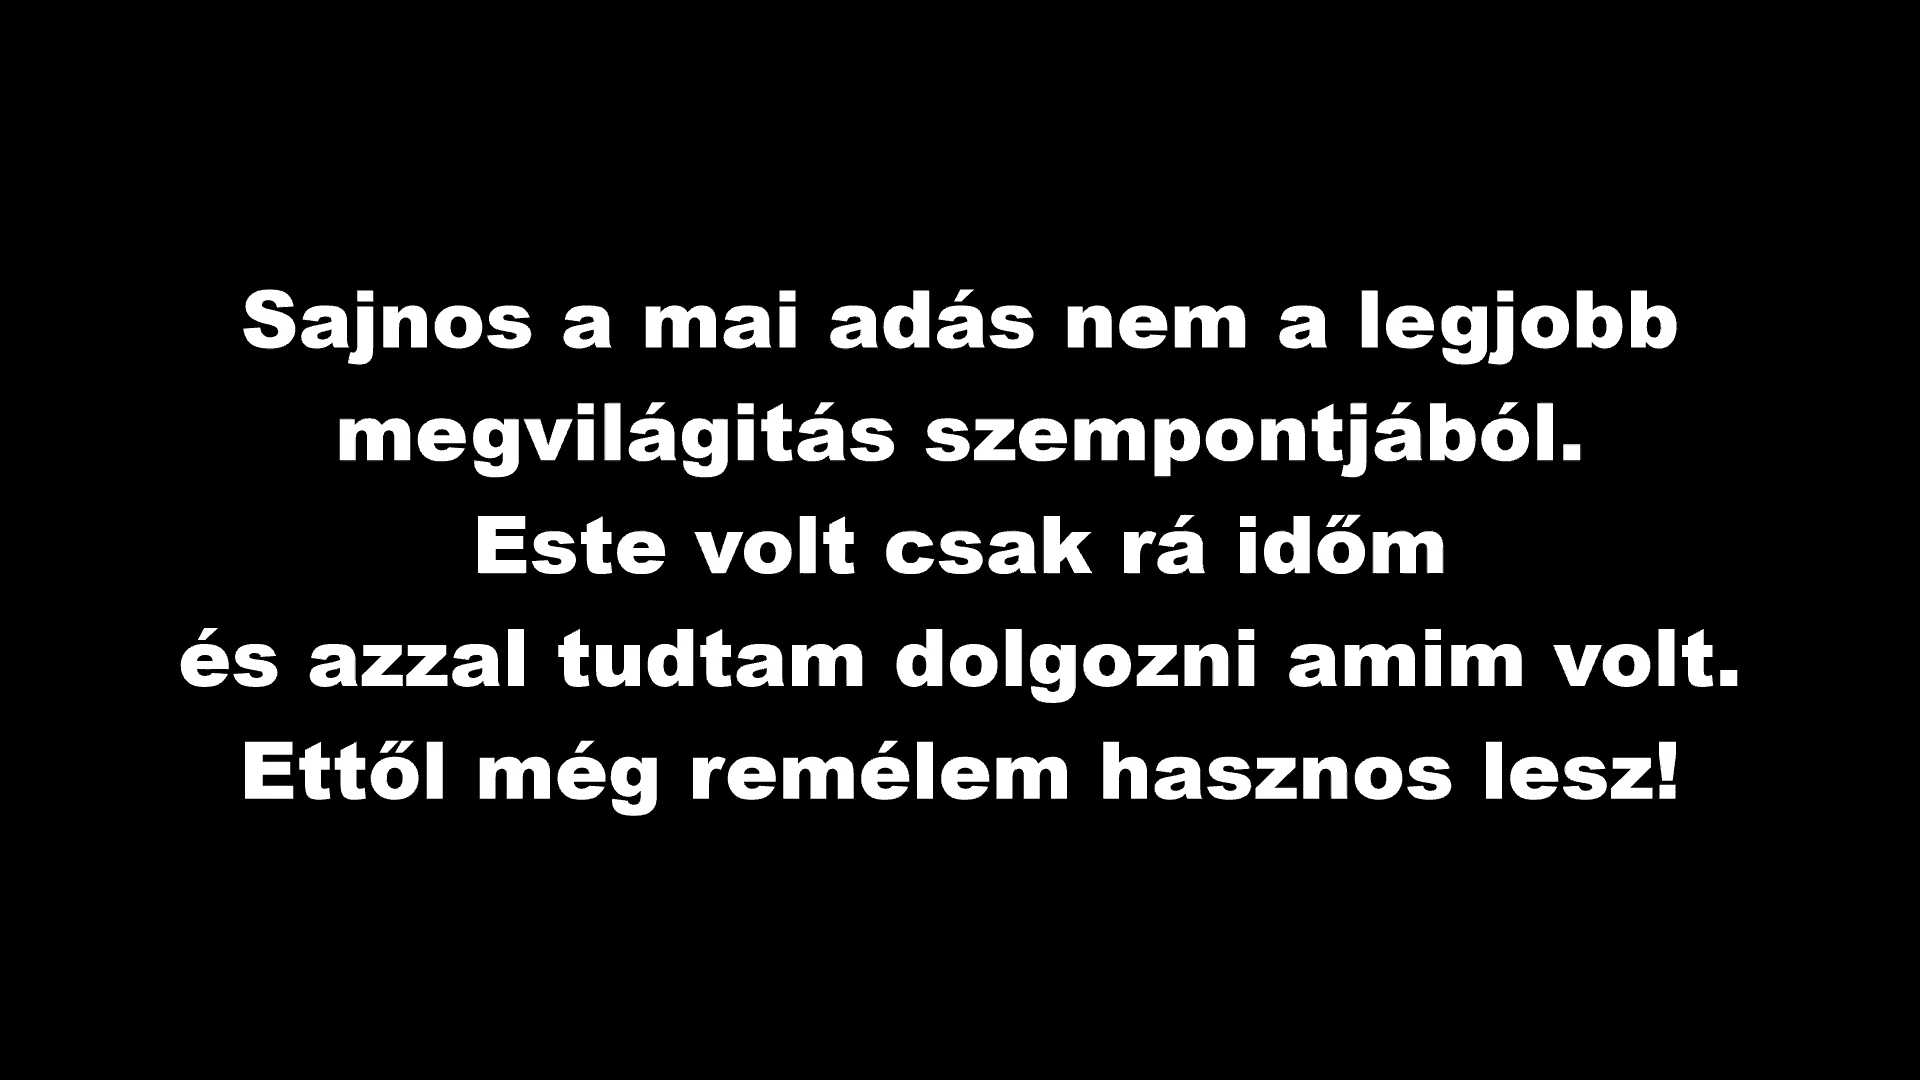 Sajnos a mai adás nem a legjobb
megvilágitás szempontjából.
Este volt csak rá időm
és azzal tudtam dolgozni amim volt.
Ettől még remélem hasznos lesz!